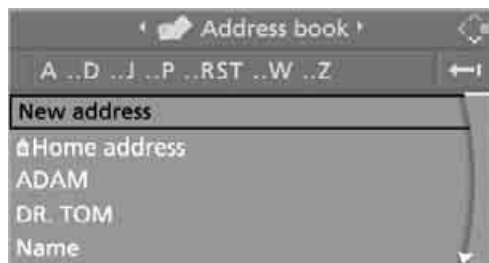 Address book
A ..D ..J ..P ..RST ..W ..Z
New address
Home address
ADAM
DR. TOM
Name